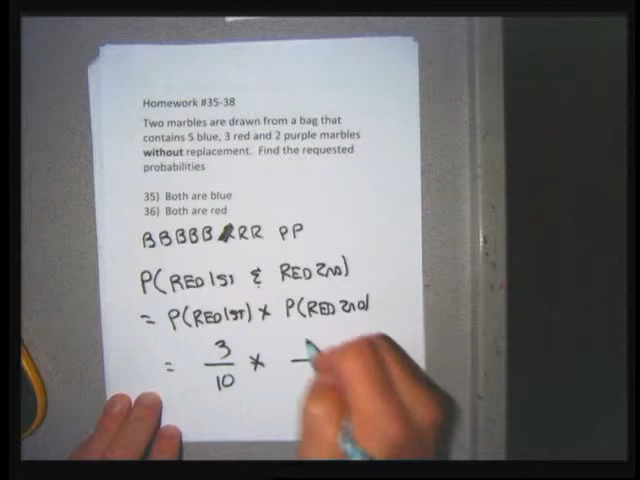 Homework #35-38
Two marbles are drawn from a bag that
contains 5 blue, 3 red and 2 purple marbles
without replacement. Find the requested
probabilities
35) Both are blue
36) Both are red
BBBBB RRR PP
P(RED 1ST & RED 2ND)
= P(RED 1ST) × P(RED 2ND)
= 3/10 ×